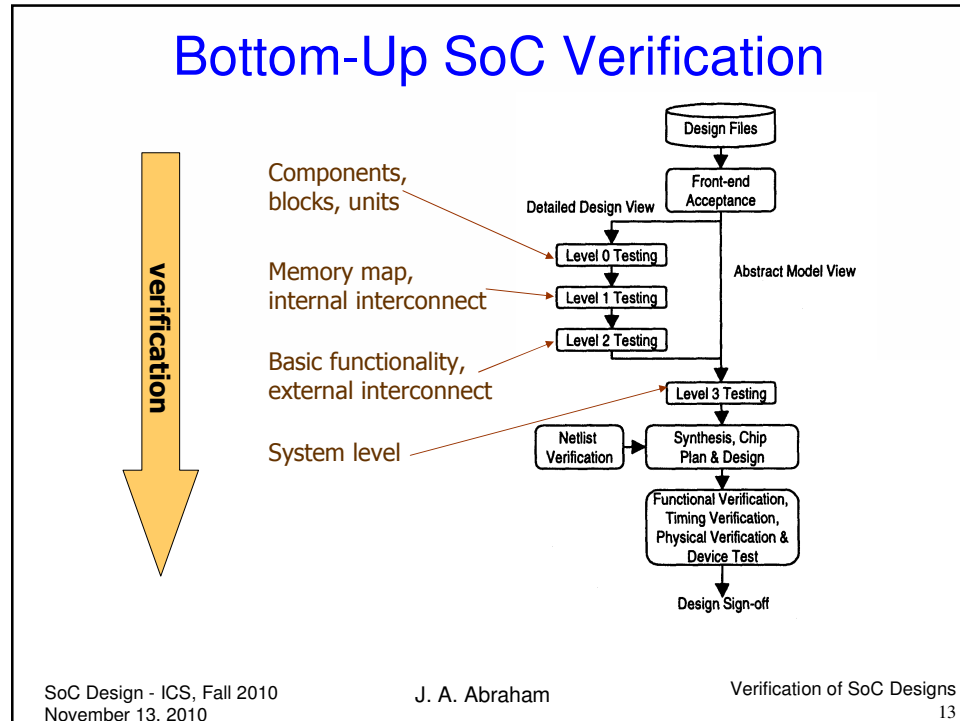 Bottom-Up SoC Verification
verification
Components,
blocks, units
Memory map,
internal interconnect
Basic functionality,
external interconnect
System level
Design Files
Front-end
Acceptance
Detailed Design View
Level 0 Testing
Level 1 Testing
Level 2 Testing
Abstract Model View
Level 3 Testing
Netlist
Verification
Synthesis, Chip
Plan & Design
Functional Verification,
Timing Verification,
Physical Verification &
Device Test
Design Sign-off
SoC Design - ICS, Fall 2010
November 13, 2010
J. A. Abraham
Verification of SoC Designs
13